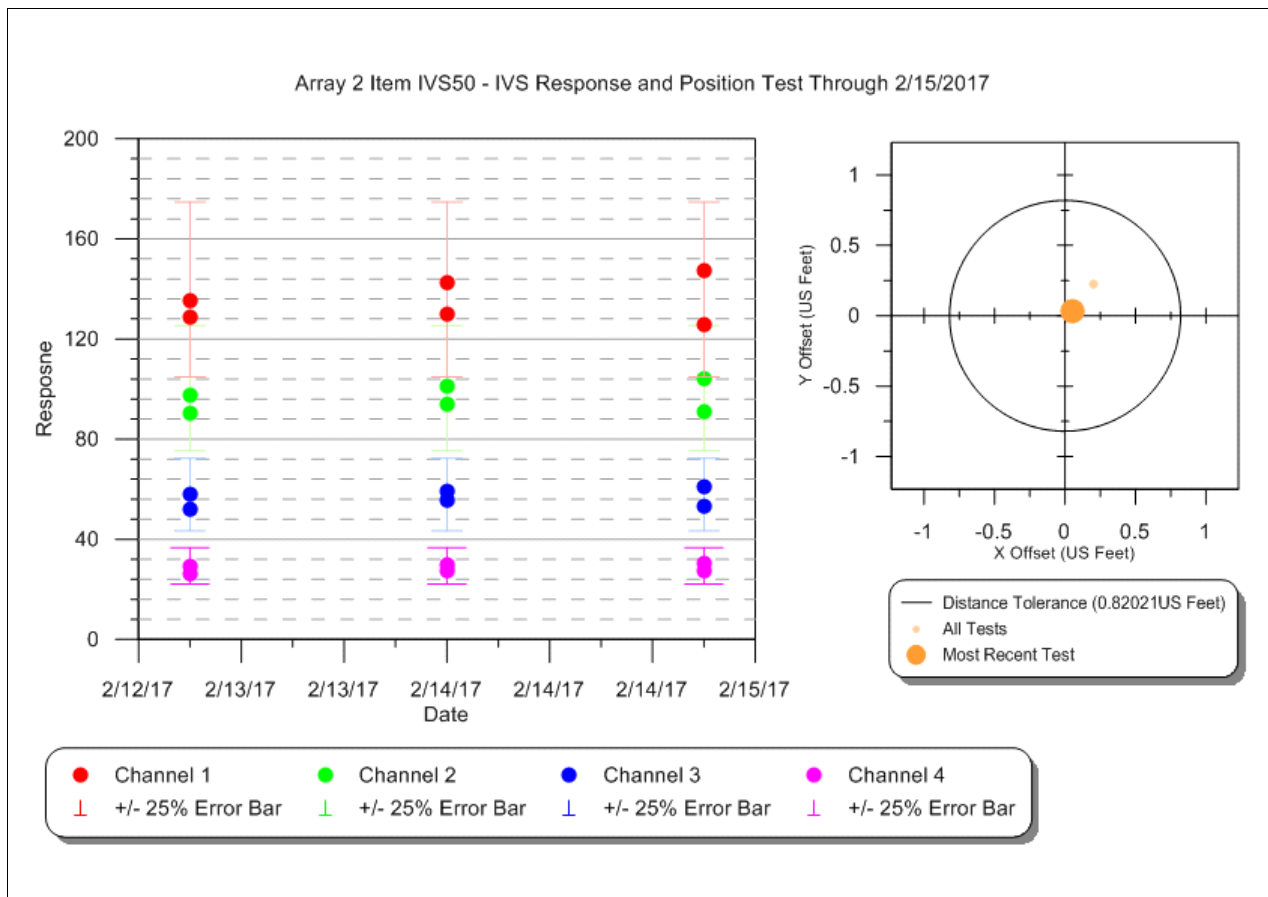 Array 2 Item IVS50 - IVS Response and Position Test Through 2/15/2017
200
160
120
80
40
0
Resposne
2/12/17 2/13/17 2/13/17 2/14/17 2/14/17 2/14/17 2/15/17
Date
1
0.5
0
-0.5
-1
Y Offset (US Feet)
-1 -0.5 0 0.5 1
X Offset (US Feet)
Distance Tolerance (0.82021US Feet)
All Tests
Most Recent Test
Channel 1 Channel 2 Channel 3 Channel 4
+/- 25% Error Bar +/- 25% Error Bar +/- 25% Error Bar +/- 25% Error Bar